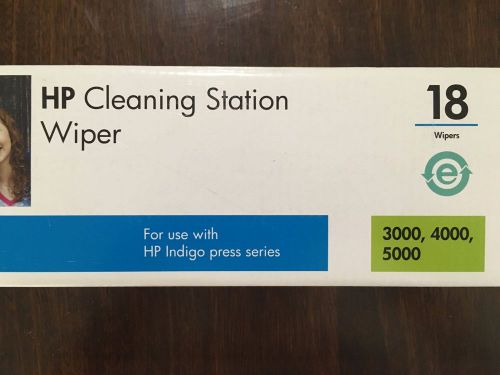 HP Cleaning Station
Wiper
18
Wipers
e
For use with
HP Indigo press series
3000, 4000,
5000